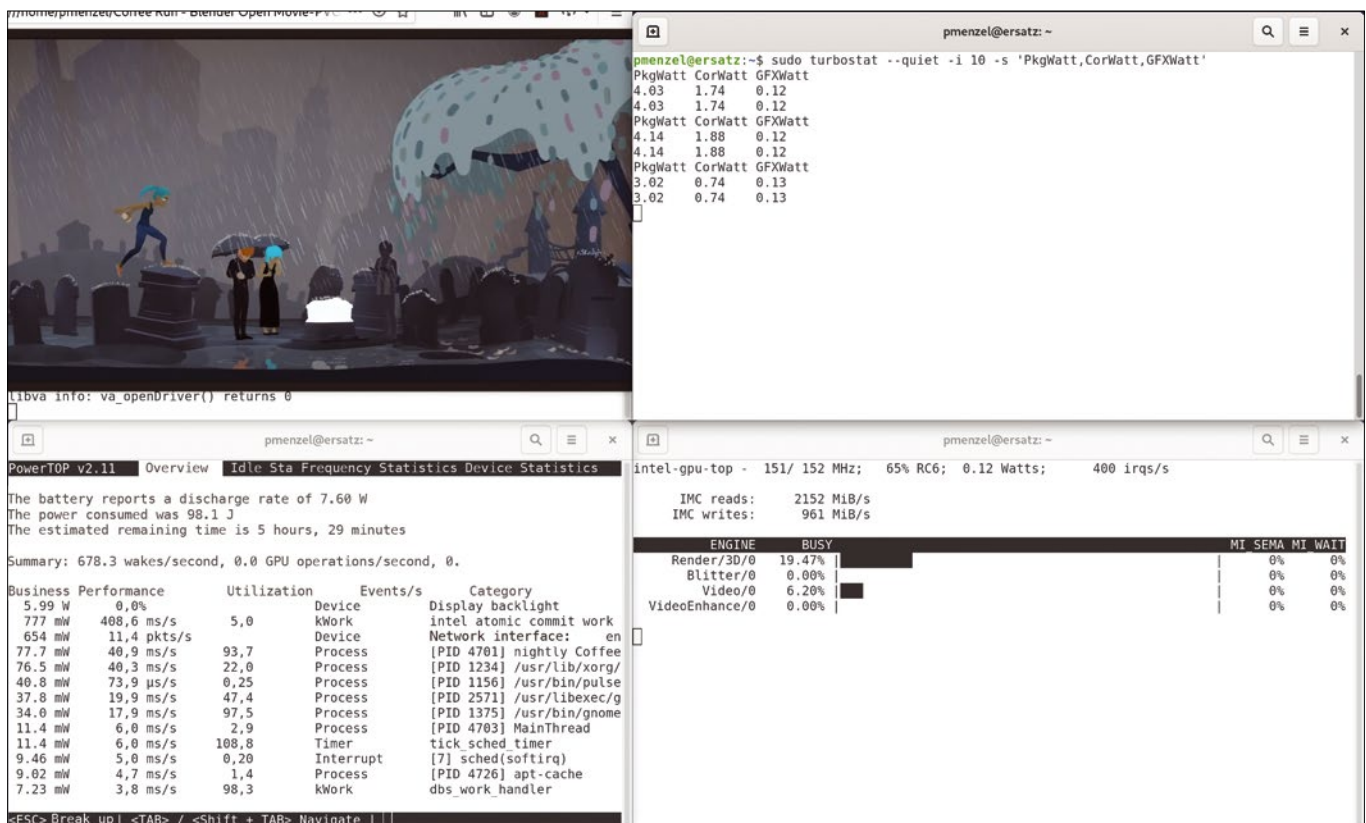 ///home/pmenzel/Coffee Run - Blender Open Movie-PVC
libva info: va_openDriver() returns 0
pmenzel@ersatz: ~
pmenzel@ersatz:~$ sudo turbostat --quiet -i 10 -s 'PkgWatt,CorWatt,GFXWatt'
PkgWatt CorWatt GFXWatt
4.03 1.74 0.12
4.03 1.74 0.12
PkgWatt CorWatt GFXWatt
4.14 1.88 0.12
4.14 1.88 0.12
PkgWatt CorWatt GFXWatt
3.02 0.74 0.13
3.02 0.74 0.13
pmenzel@ersatz: ~
PowerTOP v2.11 Overview Idle Sta Frequency Statistics Device Statistics
The battery reports a discharge rate of 7.60 W
The power consumed was 98.1 J
The estimated remaining time is 5 hours, 29 minutes
Summary: 678.3 wakes/second, 0.0 GPU operations/second, 0.
Business Performance Utilization Events/s Category
5.99 W 0,0% Device Display backlight
777 mW 408,6 ms/s 5,0 kWork intel atomic commit work
654 mW 11,4 pkts/s Device Network interface: en
77.7 mW 40,9 ms/s 93,7 Process [PID 4701] nightly Coffee
76.5 mW 40,3 ms/s 22,0 Process [PID 1234] /usr/lib/xorg/
40.8 mW 73,9 µs/s 0,25 Process [PID 1156] /usr/bin/pulse
37.8 mW 19,9 ms/s 47,4 Process [PID 2571] /usr/libexec/g
34.0 mW 17,9 ms/s 97,5 Process [PID 1375] /usr/bin/gnome
11.4 mW 6,0 ms/s 2,9 Process [PID 4703] MainThread
11.4 mW 6,0 ms/s 108,8 Timer tick_sched_timer
9.46 mW 5,0 ms/s 0,20 Interrupt [7] sched(softirq)
9.02 mW 4,7 ms/s 1,4 Process [PID 4726] apt-cache
7.23 mW 3,8 ms/s 98,3 kWork dbs_work_handler
<ESC> Break up| <TAB> / <Shift + TAB> Navigate |
pmenzel@ersatz: ~
intel-gpu-top - 151/ 152 MHz; 65% RC6; 0.12 Watts; 400 irqs/s
IMC reads: 2152 MiB/s
IMC writes: 961 MiB/s
ENGINE BUSY MI_SEMA MI_WAIT
Render/3D/0 19.47% 0% 0%
Blitter/0 0.00% 0% 0%
Video/0 6.20% 0% 0%
VideoEnhance/0 0.00% 0% 0%